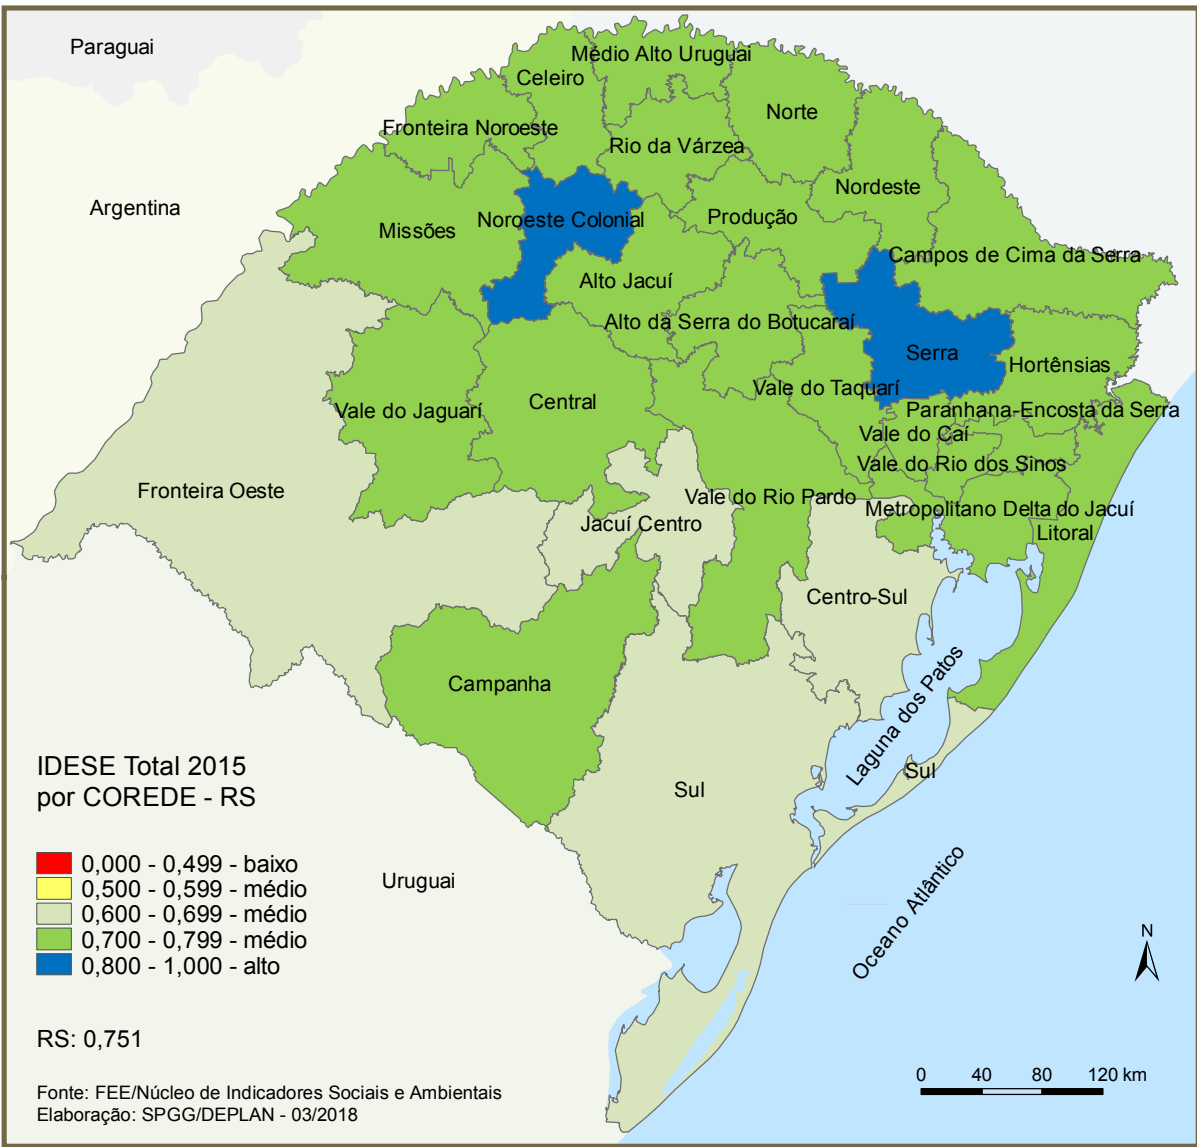 Paraguai
Médio Alto Uruguai
Celeiro
Norte
Fronteira Noroeste
Rio da Várzea
Nordeste
Argentina
Missões
Noroeste Colonial
Produção
Campos de Cima da Serra
Alto Jacuí
Alto da Serra do Botucaraí
Serra
Hortênsias
Vale do Taquarí
Vale do Jaguarí
Central
Paranhana-Encosta da Serra
Vale do Caí
Vale do Rio dos Sinos
Fronteira Oeste
Vale do Rio Pardo
Metropolitano Delta do Jacuí
Jacuí Centro
Litoral
Centro-Sul
Campanha
Laguna dos Patos
Sul
Sul
Uruguai
Oceano Atlântico
IDESE Total 2015
por COREDE - RS
0,000 - 0,499 - baixo
0,500 - 0,599 - médio
0,600 - 0,699 - médio
0,700 - 0,799 - médio
0,800 - 1,000 - alto
RS: 0,751
Fonte: FEE/Núcleo de Indicadores Sociais e Ambientais
Elaboração: SPGG/DEPLAN - 03/2018
N
0 40 80 120 km